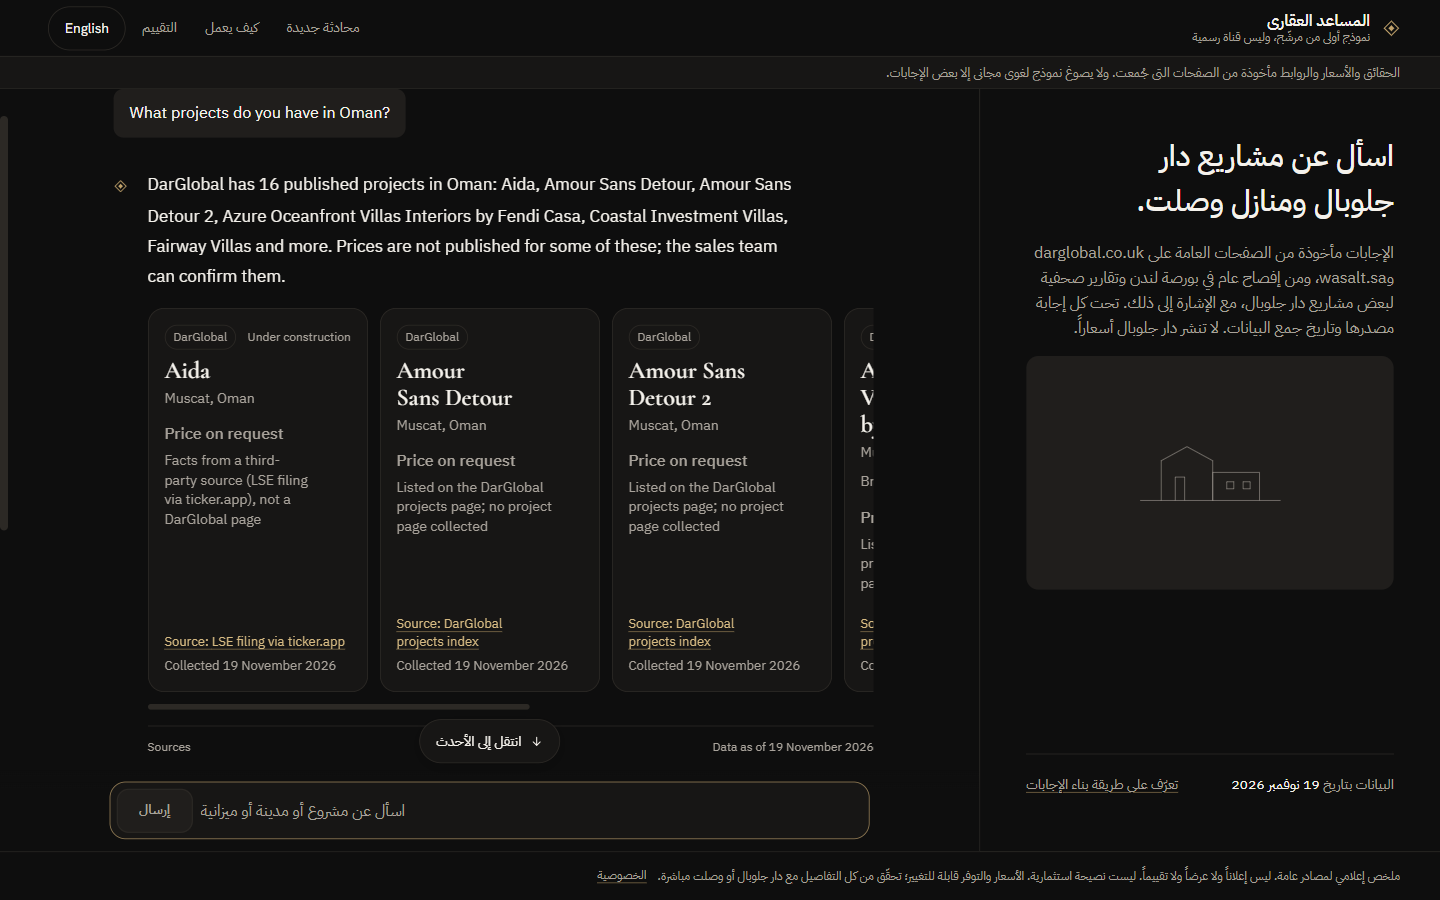 المساعد العقاري
نموذج أولي من مرشّح، وليس قناة رسمية
محادثة جديدة
كيف يعمل
التقييم
English
الحقائق والأسعار والروابط مأخوذة من الصفحات التي جُمعت. ولا يصوغ نموذج لغوي مجاني إلا بعض الإجابات.
اسأل عن مشاريع دار
جلوبال ومنازل وصلت.
الإجابات مأخوذة من الصفحات العامة على darglobal.co.uk
وwasalt.sa، ومن إفصاح عام في بورصة لندن وتقارير صحفية
لبعض مشاريع دار جلوبال، مع الإشارة إلى ذلك. تحت كل إجابة
مصدرها وتاريخ جمع البيانات. لا تنشر دار جلوبال أسعاراً.
البيانات بتاريخ 19 نوفمبر 2026
تعرّف على طريقة بناء الإجابات
What projects do you have in Oman?
DarGlobal has 16 published projects in Oman: Aida, Amour Sans Detour, Amour Sans
Detour 2, Azure Oceanfront Villas Interiors by Fendi Casa, Coastal Investment Villas,
Fairway Villas and more. Prices are not published for some of these; the sales team
can confirm them.
DarGlobal
Under construction
Aida
Muscat, Oman
Price on request
Facts from a third-
party source (LSE filing
via ticker.app), not a
DarGlobal page
Source: LSE filing via ticker.app
Collected 19 November 2026
DarGlobal
Amour
Sans Detour
Muscat, Oman
Price on request
Listed on the DarGlobal
projects page; no project
page collected
Source: DarGlobal
projects index
Collected 19 November 2026
DarGlobal
Amour Sans
Detour 2
Muscat, Oman
Price on request
Listed on the DarGlobal
projects page; no project
page collected
Source: DarGlobal
projects index
Collected 19 November 2026
Sources
Data as of 19 November 2026
انتقل إلى الأحدث
اسأل عن مشروع أو مدينة أو ميزانية
إرسال
ملخص إعلامي لمصادر عامة. ليس إعلاناً ولا عرضاً ولا تقييماً. ليست نصيحة استثمارية. الأسعار والتوفر قابلة للتغيير؛ تحقّق من كل التفاصيل مع دار جلوبال أو وصلت مباشرة.
الخصوصية